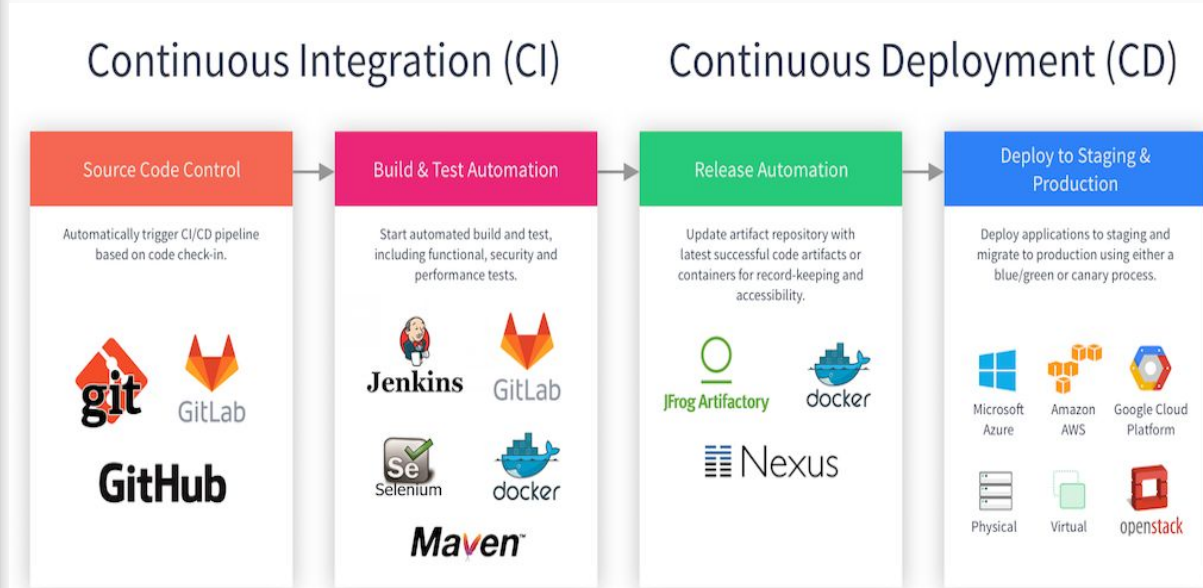 Continuous Integration (CI)
Continuous Deployment (CD)
Source Code Control
Automatically trigger CI/CD pipeline
based on code check-in.
git
GitLab
GitHub
Build & Test Automation
Start automated build and test,
including functional, security and
performance tests.
Jenkins
GitLab
Se
Selenium
docker
Maven™
Release Automation
Update artifact repository with
latest successful code artifacts or
containers for record-keeping and
accessibility.
JFrog Artifactory
docker
Nexus
Deploy to Staging &
Production
Deploy applications to staging and
migrate to production using either a
blue/green or canary process.
Microsoft
Azure
Amazon
AWS
Google Cloud
Platform
Physical
Virtual
openstack